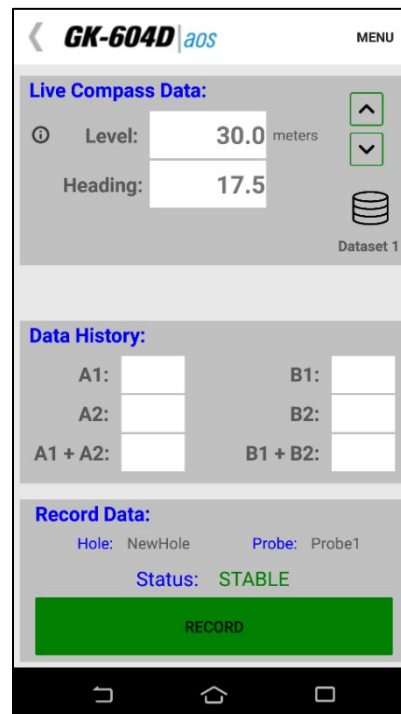 GK-604D aos MENU
Live Compass Data:
Level: 30.0 meters
Heading: 17.5
Dataset 1
Data History:
A1: B1:
A2: B2:
A1 + A2: B1 + B2:
Record Data:
Hole: NewHole Probe: Probe1
Status: STABLE
RECORD